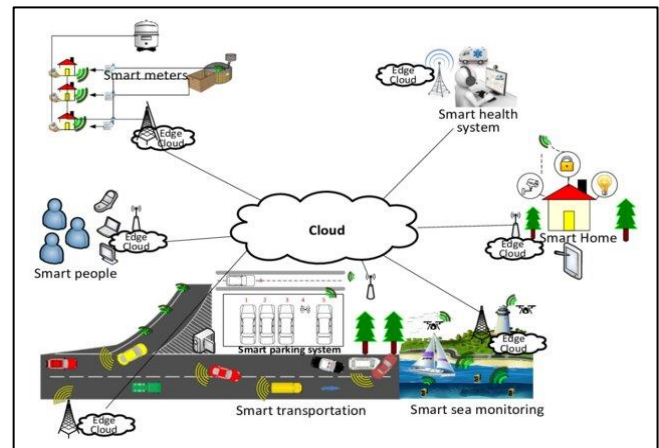 Smart meters
Edge
Cloud
Edge
Cloud
Smart health
system
Cloud
Edge
Cloud
Smart people
Edge
Cloud
Smart Home
1 2 3 4 5
Smart parking system
Edge
Cloud
Edge
Cloud
Smart transportation
Smart sea monitoring